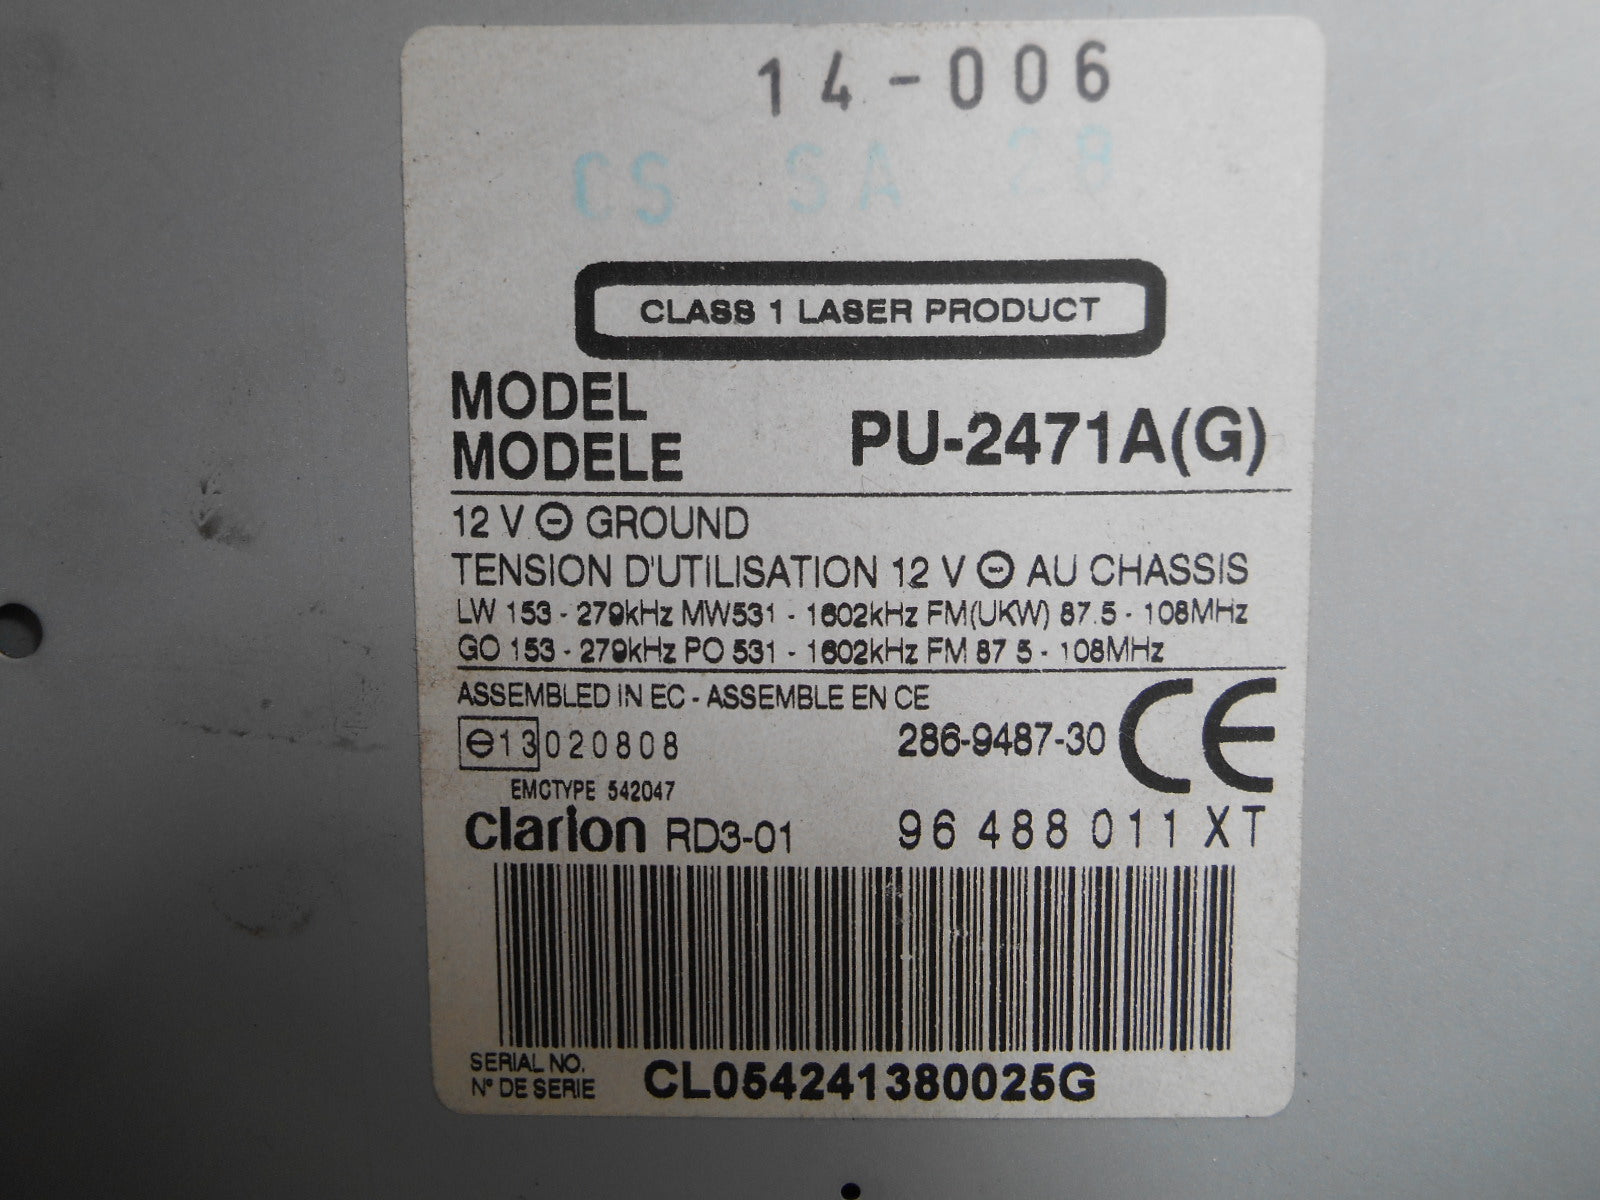 14-006
CS SA 28
CLASS 1 LASER PRODUCT
MODEL
MODELE
PU-2471A(G)
12 V ⊖ GROUND
TENSION D'UTILISATION 12 V ⊖ AU CHASSIS
LW 153 - 279kHz MW531 - 1602kHz FM(UKW) 87.5 - 108MHz
GO 153 - 279kHz PO 531 - 1602kHz FM 87 5 - 108MHz
ASSEMBLED IN EC - ASSEMBLE EN CE
e13 020808
286-9487-30
CE
EMCTYPE 542047
clarion RD3-01
96 488 011 XT
SERIAL NO.
N° DE SERIE
CL054241380025G